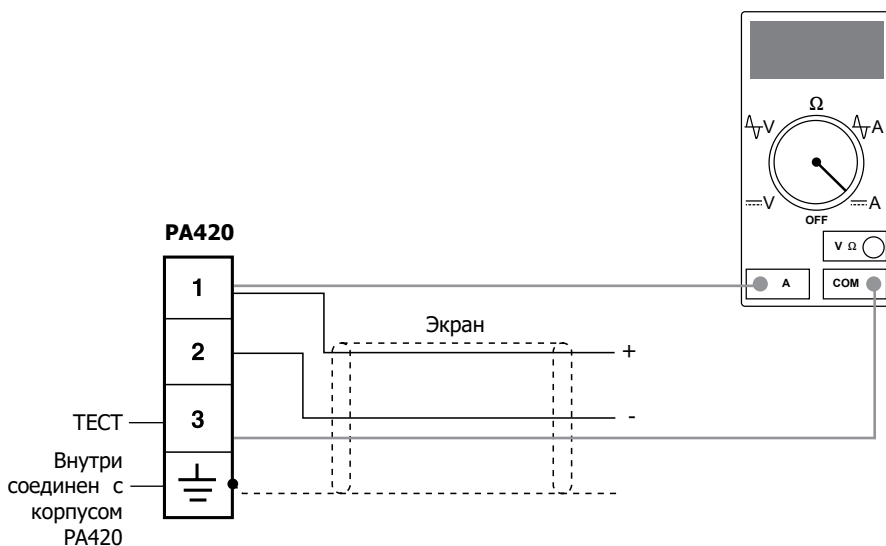 Ω
V
A
V
A
OFF
V Ω
A
COM
PA420
1
2
3
Экран
+
-
ТЕСТ
Внутри
соединен с
корпусом
PA420